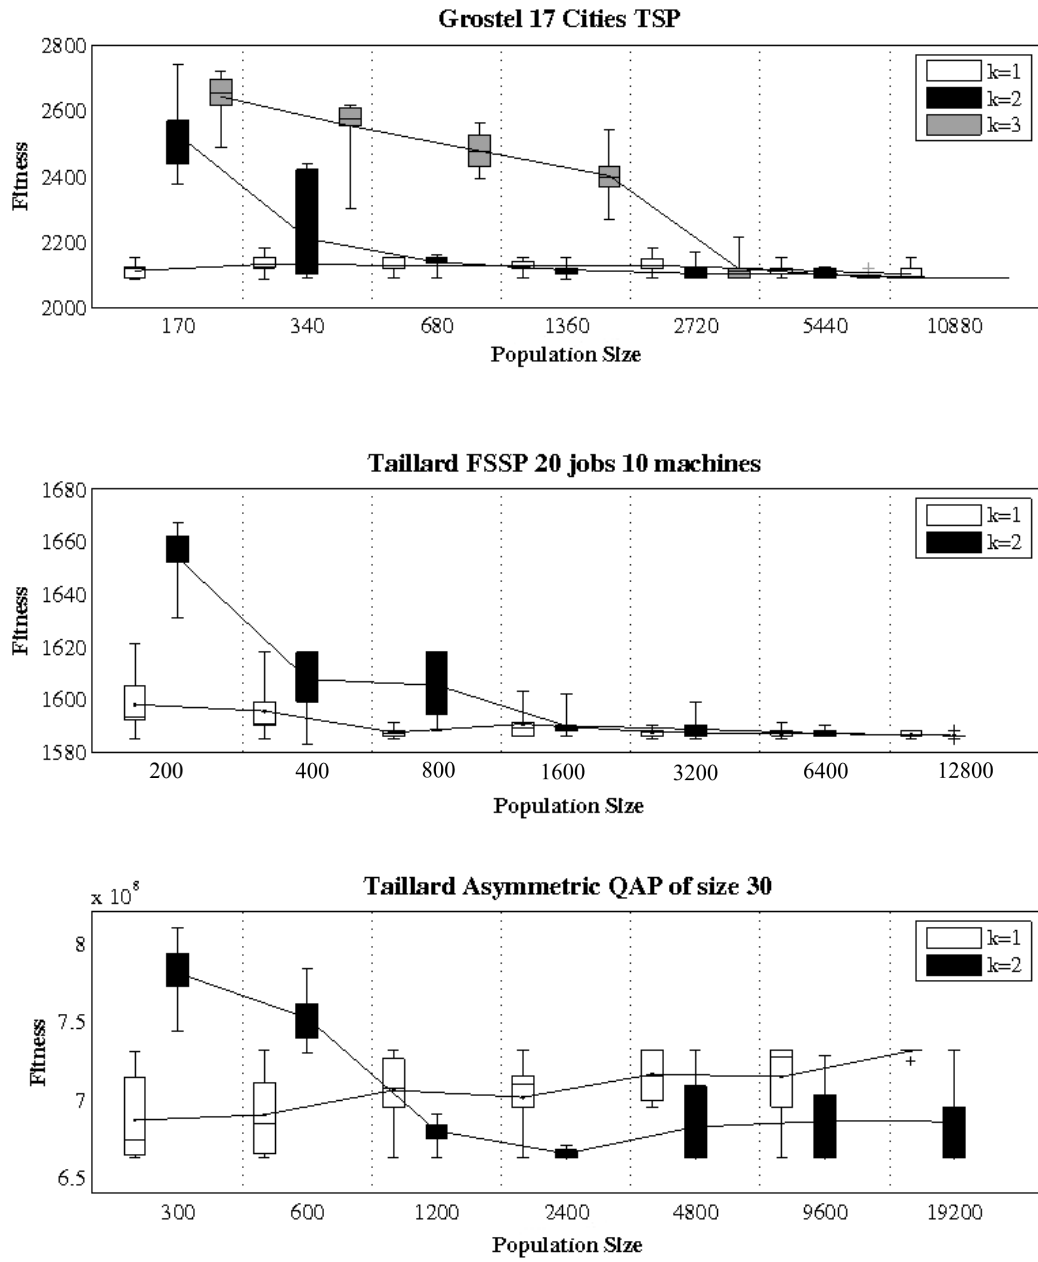 Grostel 17 Cities TSP
2800
2600
2400
2200
2000
Fitness
k=1
k=2
k=3
170 340 680 1360 2720 5440 10880
Population Size
Taillard FSSP 20 jobs 10 machines
1680
1660
1640
1620
1600
1580
Fitness
k=1
k=2
200 400 800 1600 3200 6400 12800
Population Size
Taillard Asymmetric QAP of size 30
x 10^8
8
7.5
7
6.5
Fitness
k=1
k=2
300 600 1200 2400 4800 9600 19200
Population Size